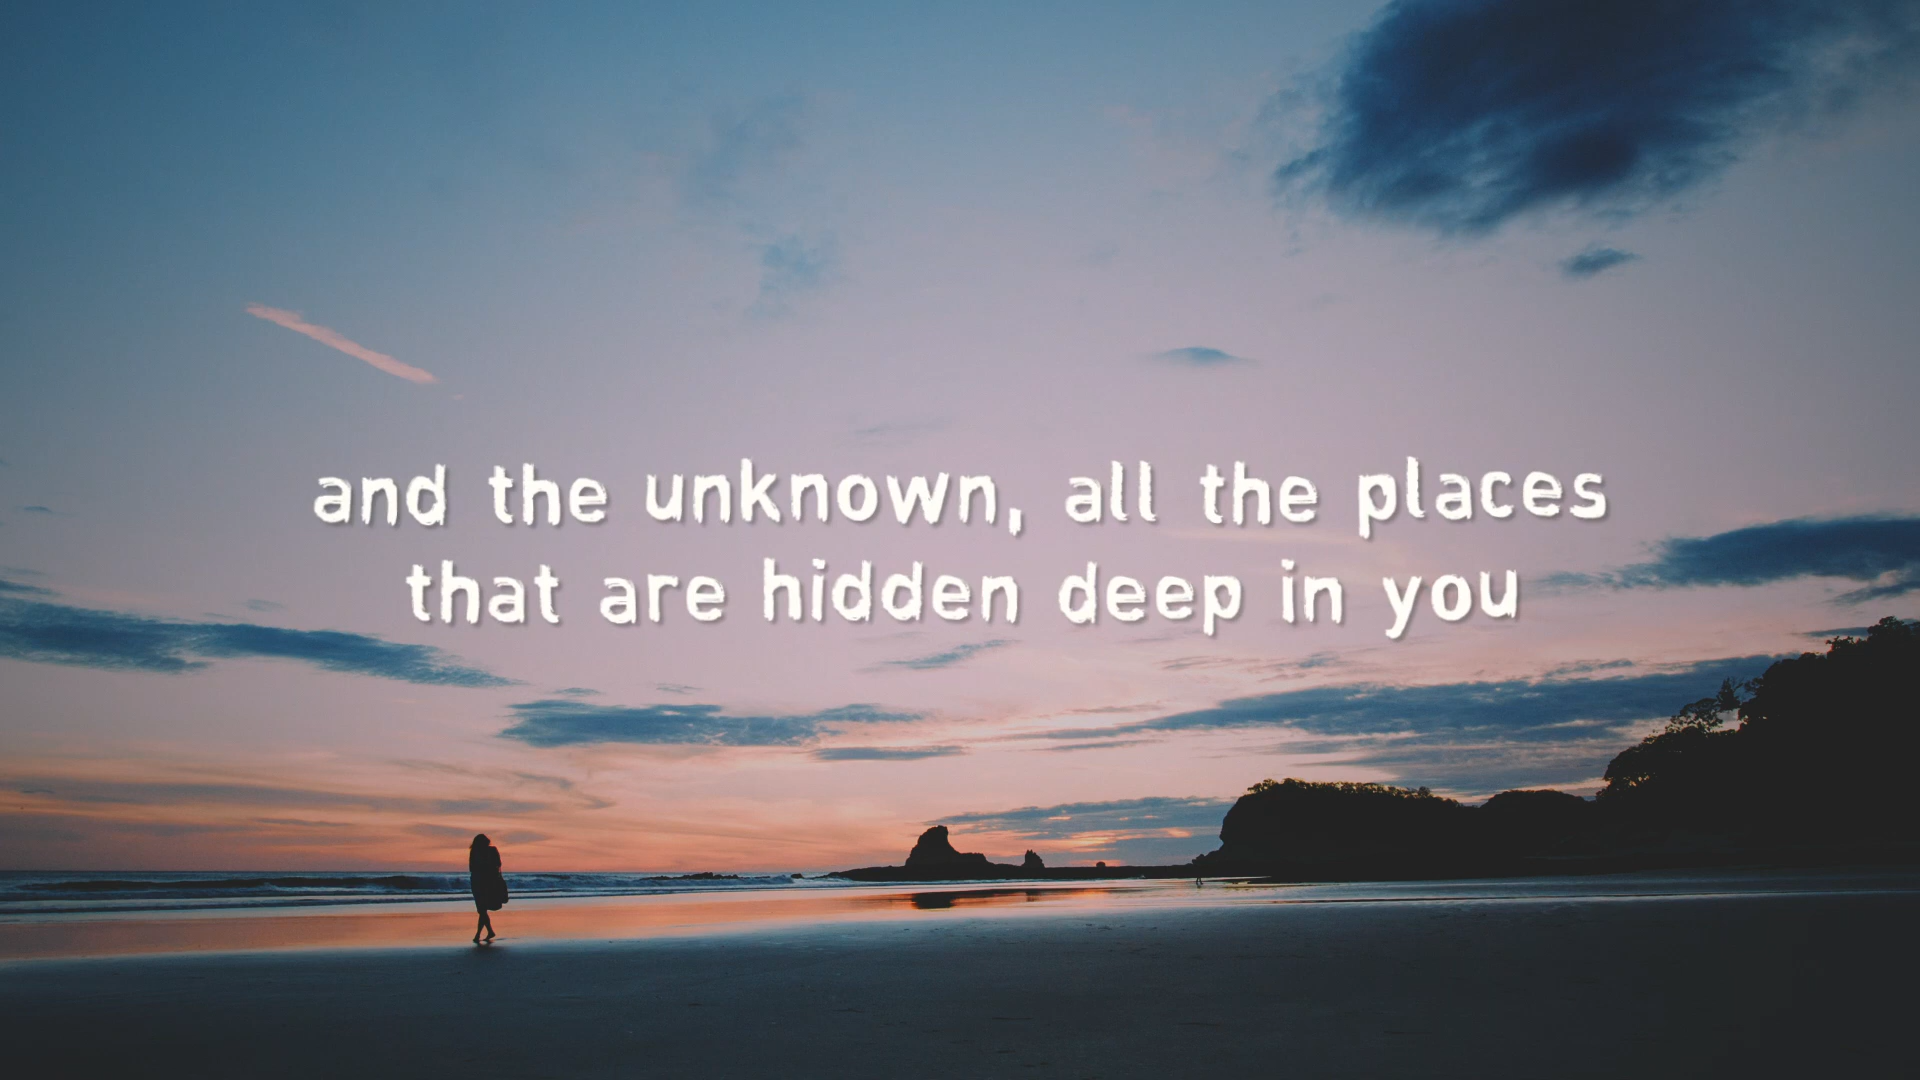 and the unknown, all the places
that are hidden deep in you